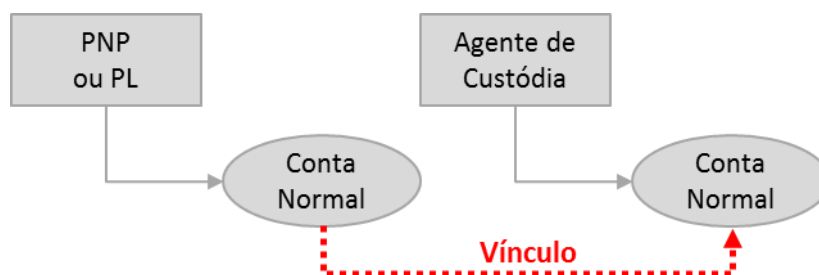 PNP
ou PL
Agente de
Custódia
Conta
Normal
Conta
Normal
Vínculo